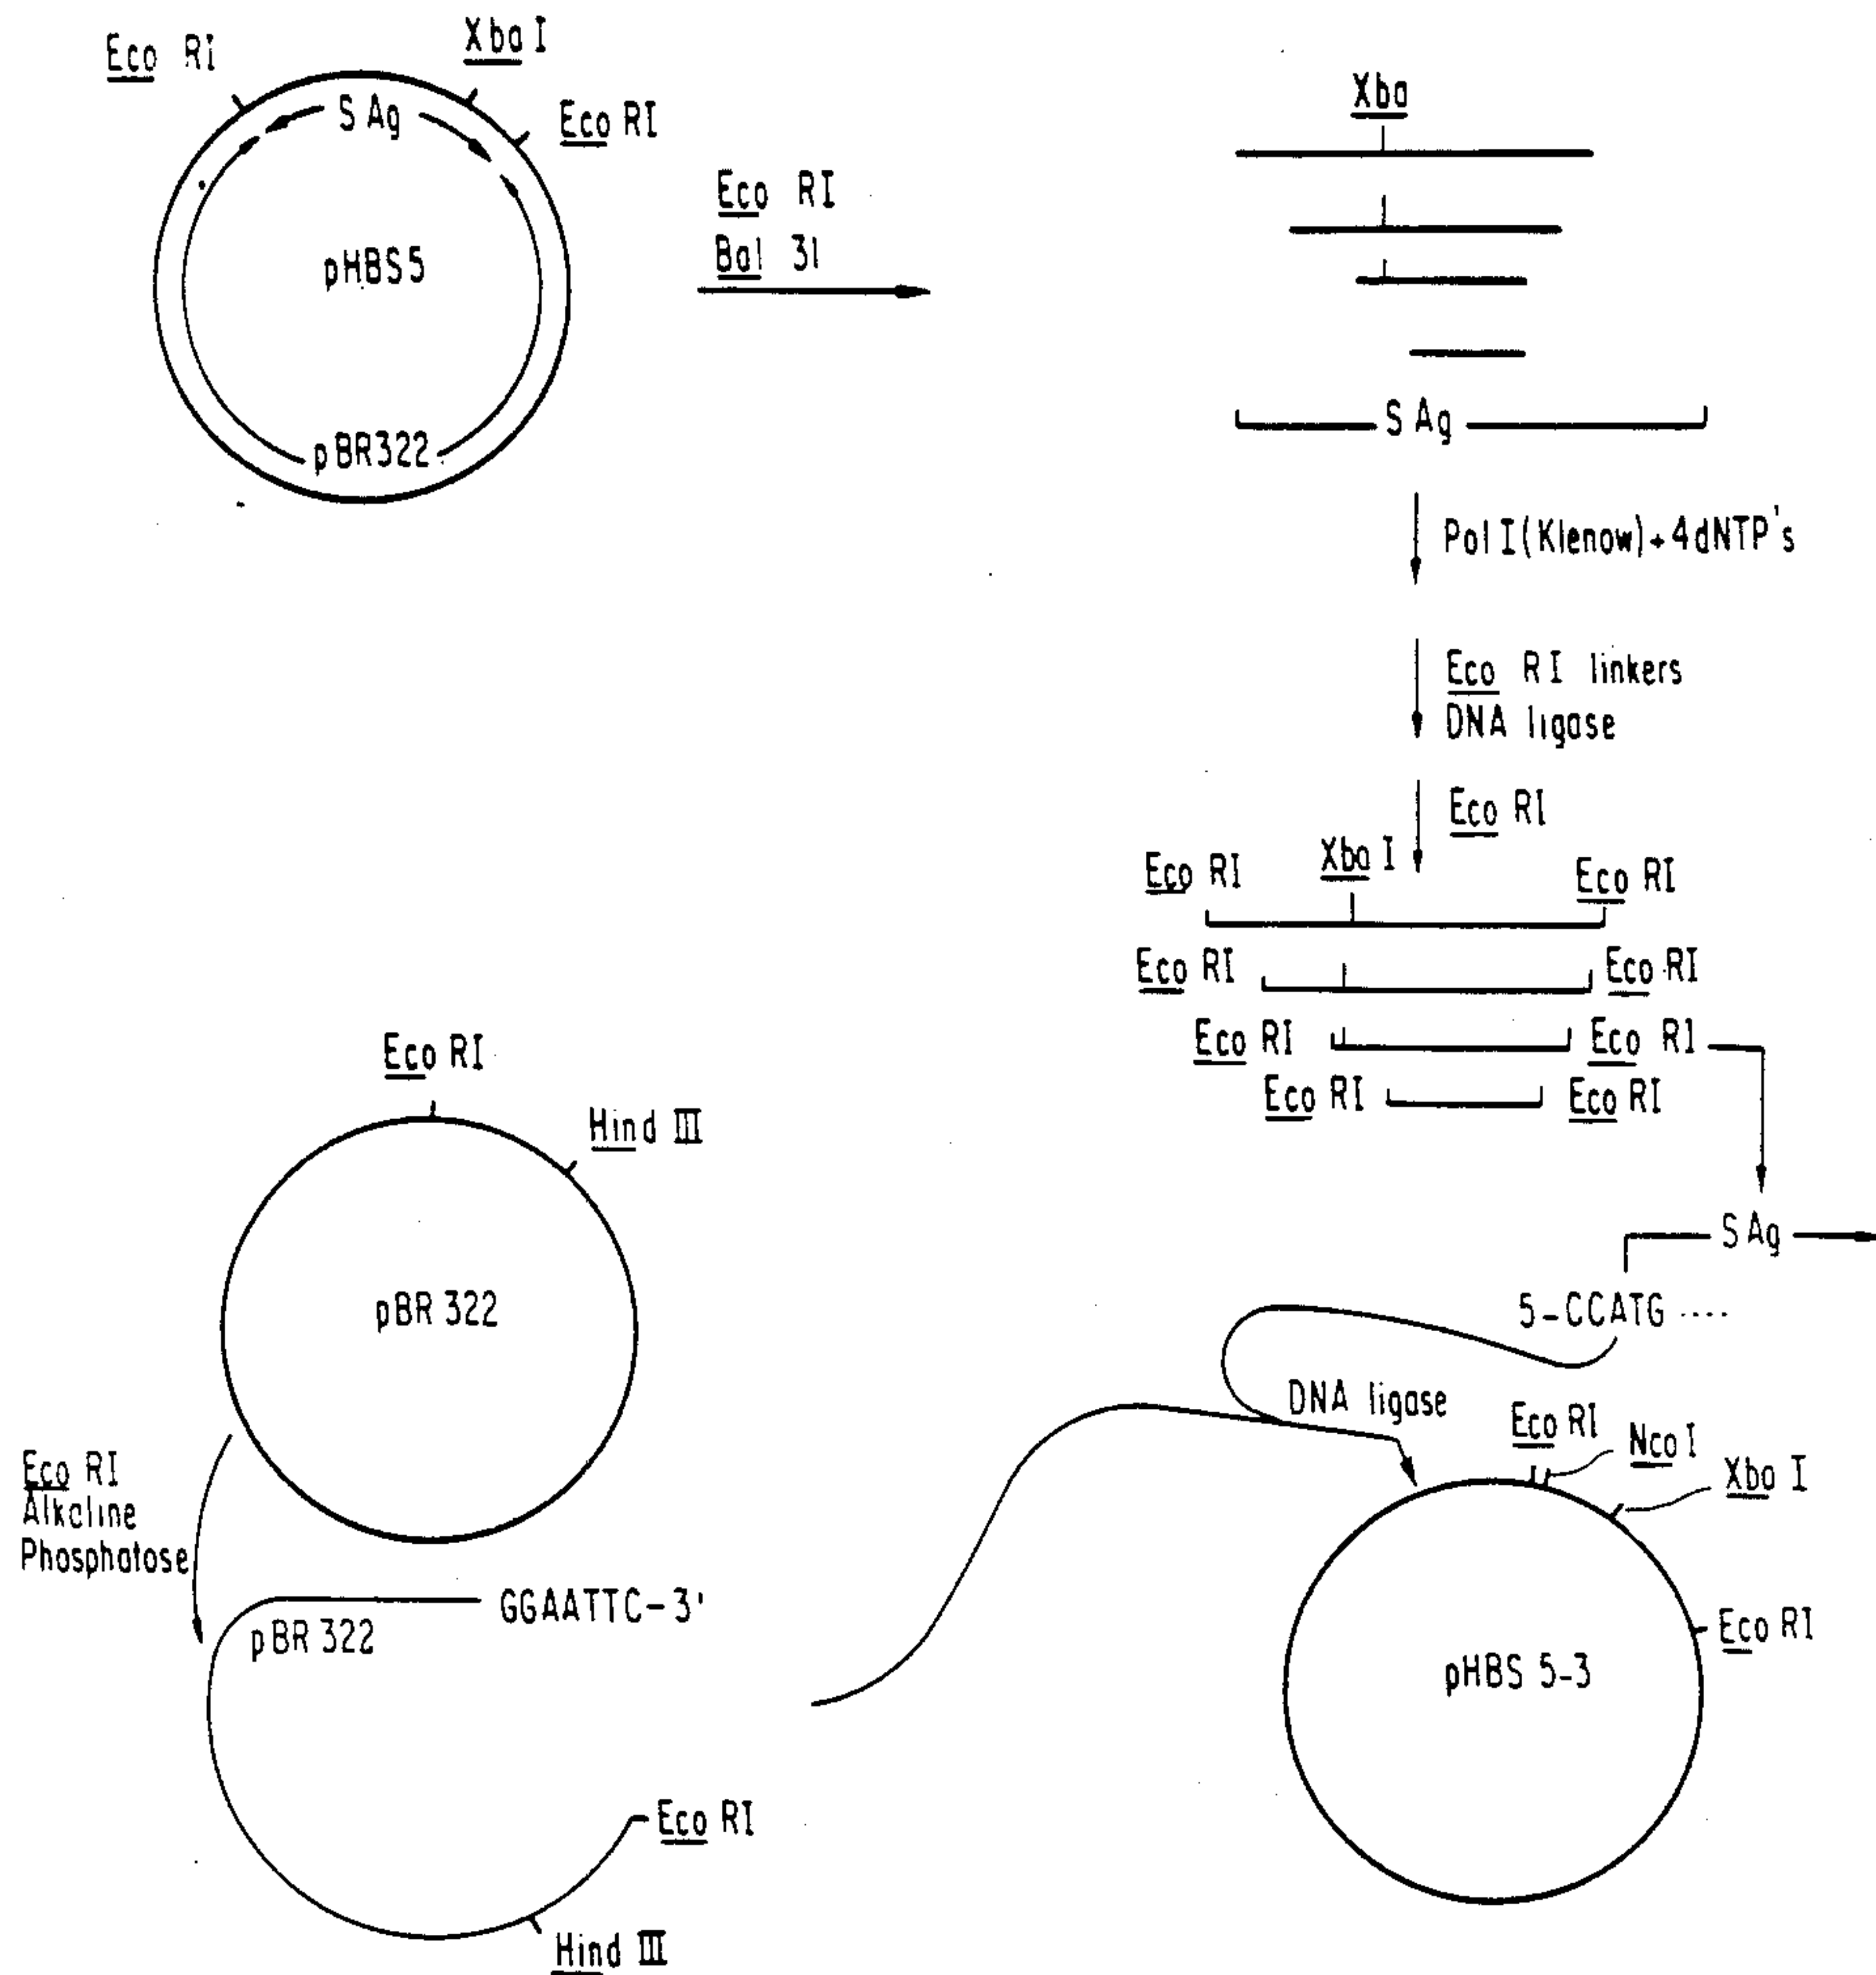 Eco RI
Xba I
Eco RI
S Ag
pHBS5
pBR322
Eco RI
Bal 31
Xba
S Ag
Pol I(Klenow)+4dNTP's
Eco RI linkers
DNA ligase
Eco RI
Xba I
Eco RI
Eco RI
Eco RI
Eco RI
Eco RI
Eco RI
Eco RI
Eco RI
S Ag
5-CCATG ....
DNA ligase
Eco RI
Nco I
Xba I
Eco RI
pHBS 5-3
Eco RI
Hind III
pBR 322
Eco RI
Alkaline
Phosphatase
GGAATTC-3'
pBR 322
Eco RI
Hind III